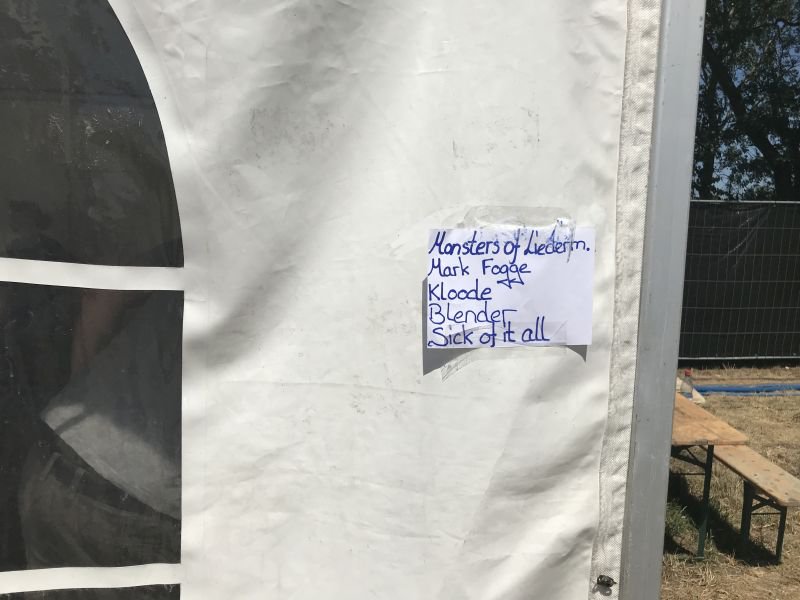 Monsters of Liederm.
Mark Fogge
Kloode
Blender
Sick of it all